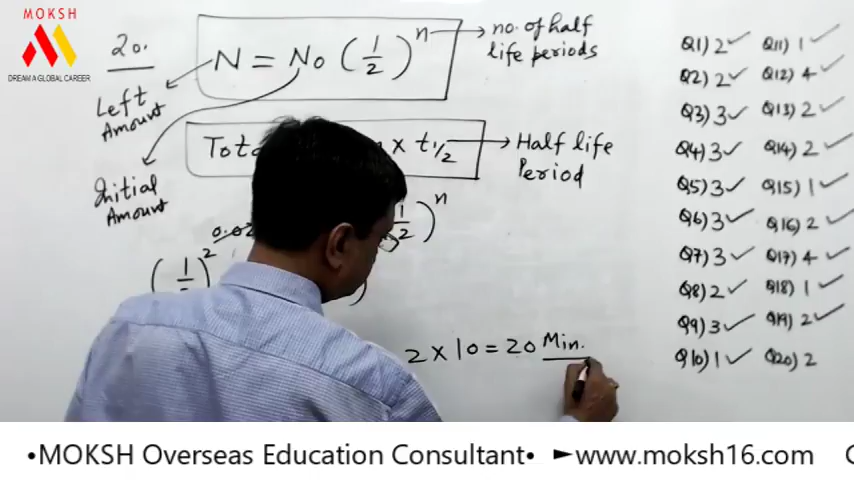 MOKSH
DREAM A GLOBAL CAREER
20.
N = No (1/2)^n
no. of half
life periods
Left
Amount
Initial
Amount
× t1/2
Half life
Period
1/2)^n
(1
)^2
2 × 10 = 20 Min.
Q1) 2 ✓ Q11) 1 ✓
Q2) 2 ✓ Q12) 4 ✓
Q3) 3 ✓ Q13) 2 ✓
Q4) 3 ✓ Q14) 2 ✓
Q5) 3 ✓ Q15) 1 ✓
Q6) 3 ✓ Q16) 2 ✓
Q7) 3 ✓ Q17) 4 ✓
Q8) 2 ✓ Q18) 1 ✓
Q9) 3 ✓ Q19) 2 ✓
Q10) 1 ✓ Q20) 2
•MOKSH Overseas Education Consultant• ►www.moksh16.com